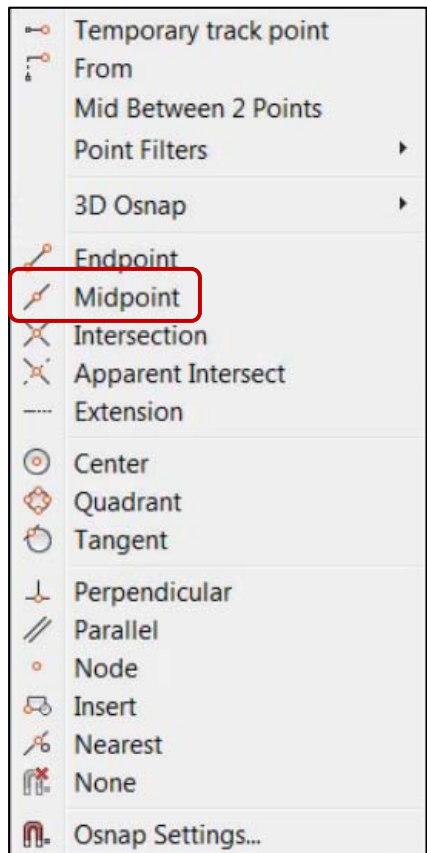 Temporary track point
From
Mid Between 2 Points
Point Filters
3D Osnap
Endpoint
Midpoint
Intersection
Apparent Intersect
Extension
Center
Quadrant
Tangent
Perpendicular
Parallel
Node
Insert
Nearest
None
Osnap Settings...